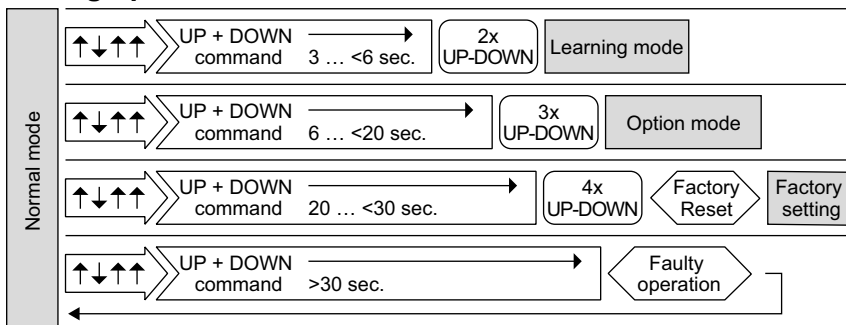 Normal mode
↑↓↑↑ UP + DOWN command 3 … <6 sec.
2x
UP-DOWN
Learning mode
↑↓↑↑ UP + DOWN command 6 … <20 sec.
3x
UP-DOWN
Option mode
↑↓↑↑ UP + DOWN command 20 … <30 sec.
4x
UP-DOWN
Factory
Reset
Factory
setting
↑↓↑↑ UP + DOWN command >30 sec.
Faulty
operation